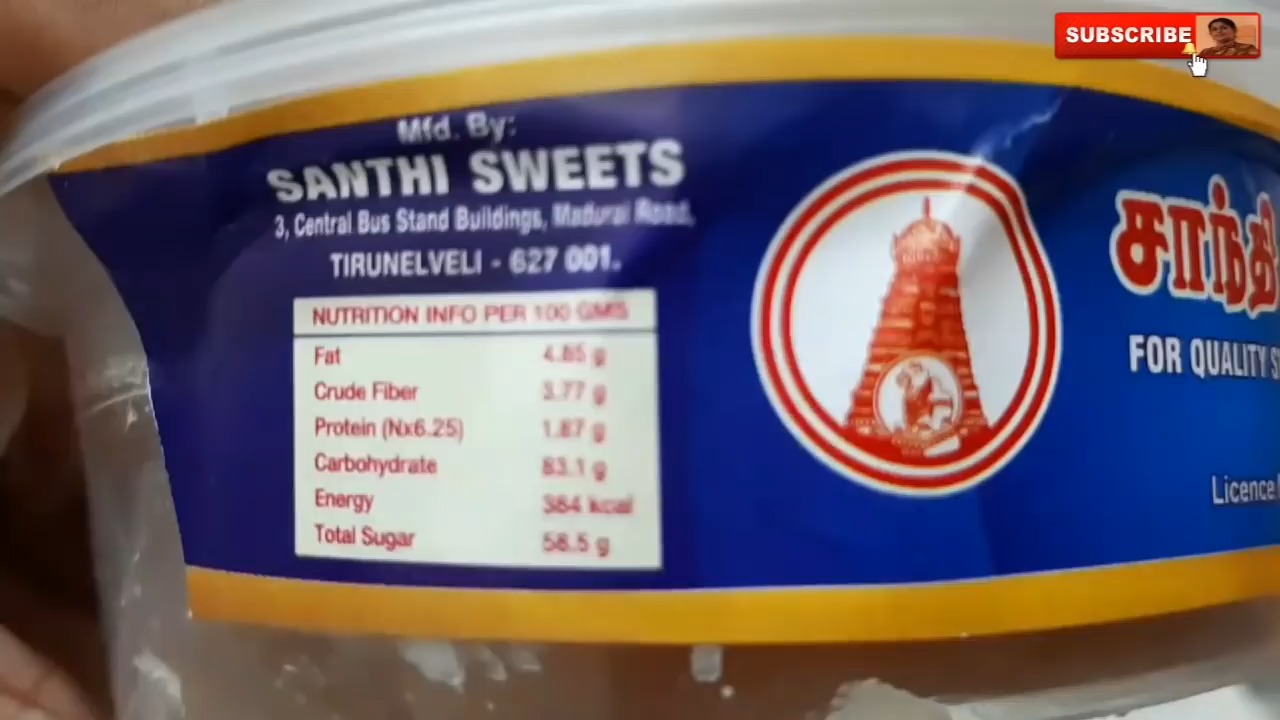 SUBSCRIBE
Mfd. By:
SANTHI SWEETS
3, Central Bus Stand Buildings, Madurai Road,
TIRUNELVELI - 627 001.
NUTRITION INFO PER 100 GMS
Fat 4.85 g
Crude Fiber 3.77 g
Protein (Nx6.25) 1.87 g
Carbohydrate 83.1 g
Energy 384 kcal
Total Sugar 58.5 g
சாந்தி
FOR QUALITY
Licence